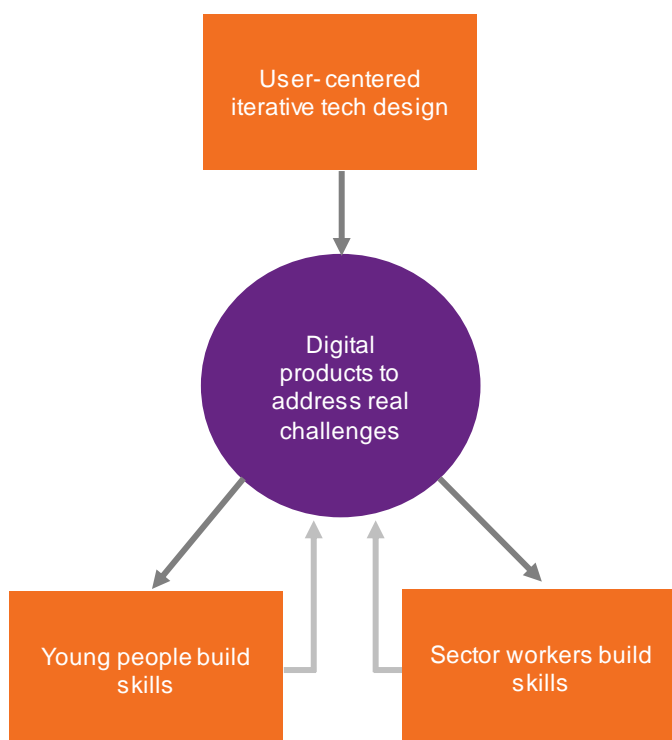 User- centered
iterative tech design
Digital
products to
address real
challenges
Young people build
skills
Sector workers build
skills